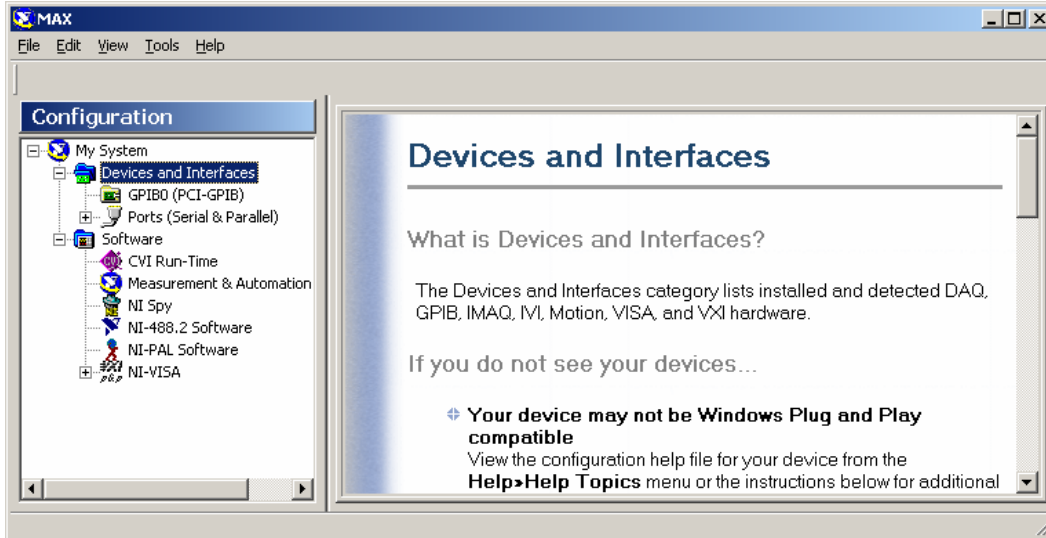 MAX
File Edit View Tools Help
Configuration
My System
Devices and Interfaces
GPIB0 (PCI-GPIB)
Ports (Serial & Parallel)
Software
CVI Run-Time
Measurement & Automation
NI Spy
NI-488.2 Software
NI-PAL Software
NI-VISA
Devices and Interfaces
What is Devices and Interfaces?
The Devices and Interfaces category lists installed and detected DAQ,
GPIB, IMAQ, IVI, Motion, VISA, and VXI hardware.
If you do not see your devices...
Your device may not be Windows Plug and Play
compatible
View the configuration help file for your device from the
Help»Help Topics menu or the instructions below for additional